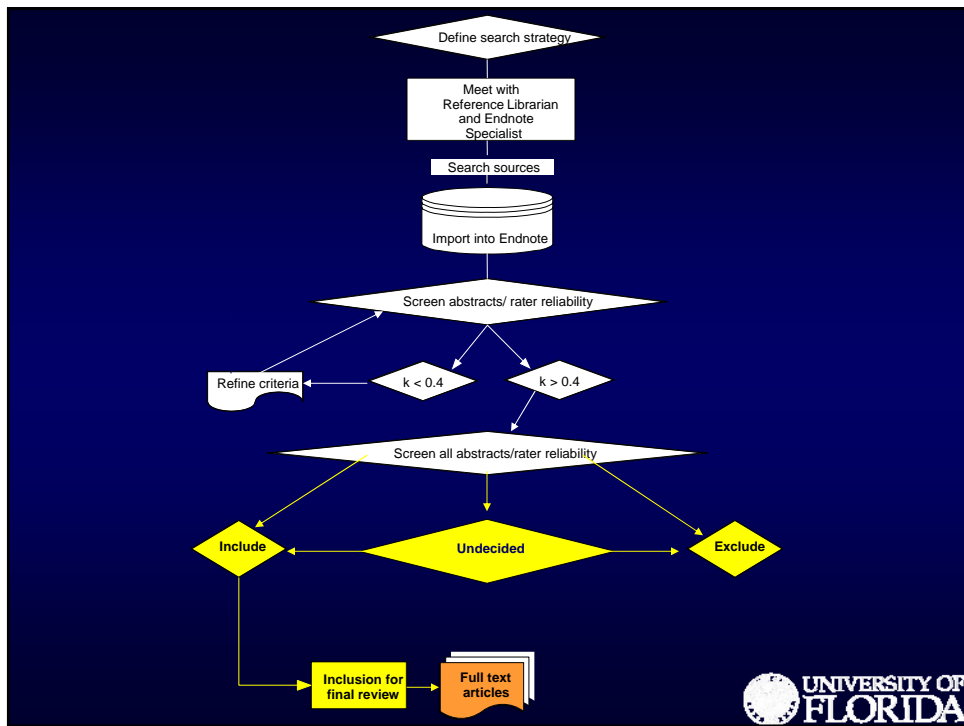 Define search strategy
Meet with
Reference Librarian
and Endnote
Specialist
Search sources
Import into Endnote
Screen abstracts/ rater reliability
Refine criteria
k < 0.4
k > 0.4
Screen all abstracts/rater reliability
Include
Undecided
Exclude
Inclusion for
final review
Full text
articles
UNIVERSITY OF
FLORIDA